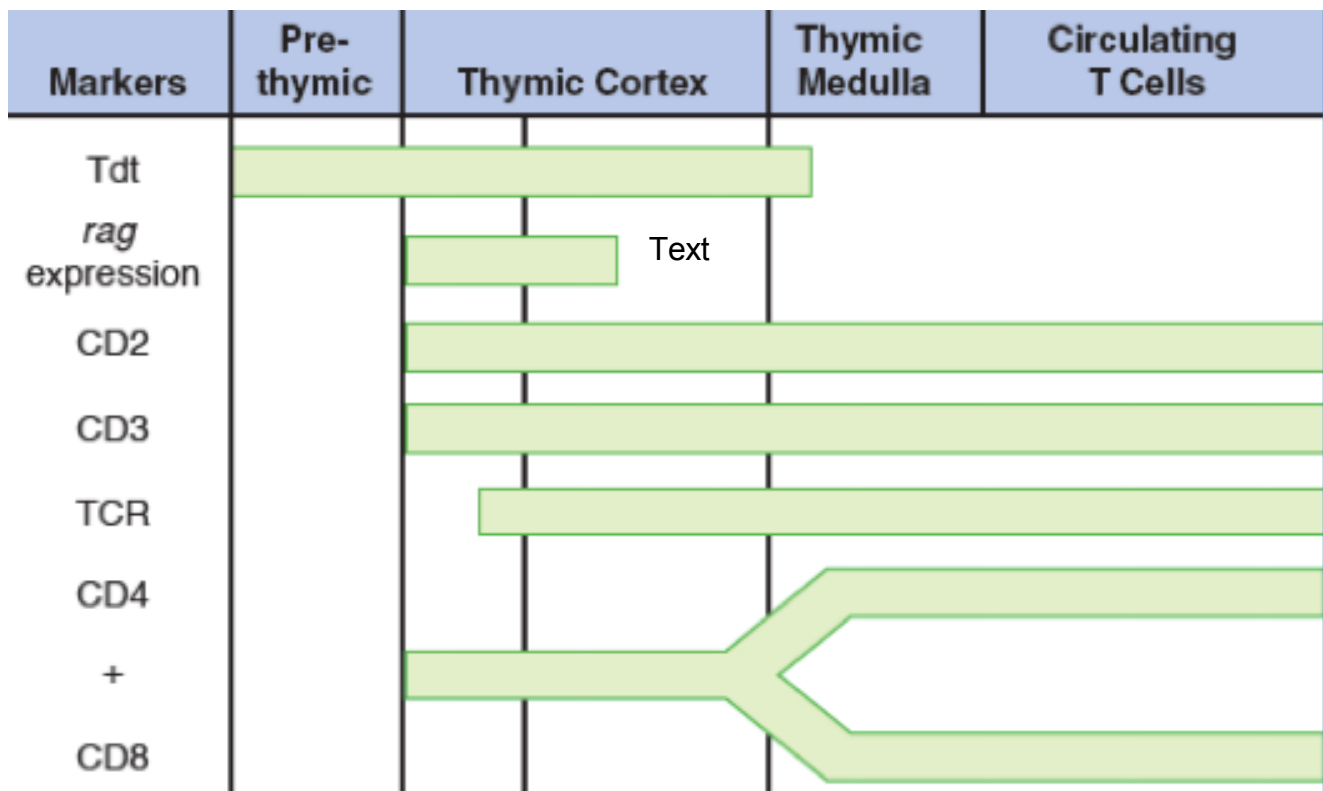 Markers
Pre-
thymic
Thymic Cortex
Thymic
Medulla
Circulating
T Cells
Tdt
rag
expression
Text
CD2
CD3
TCR
CD4
+
CD8